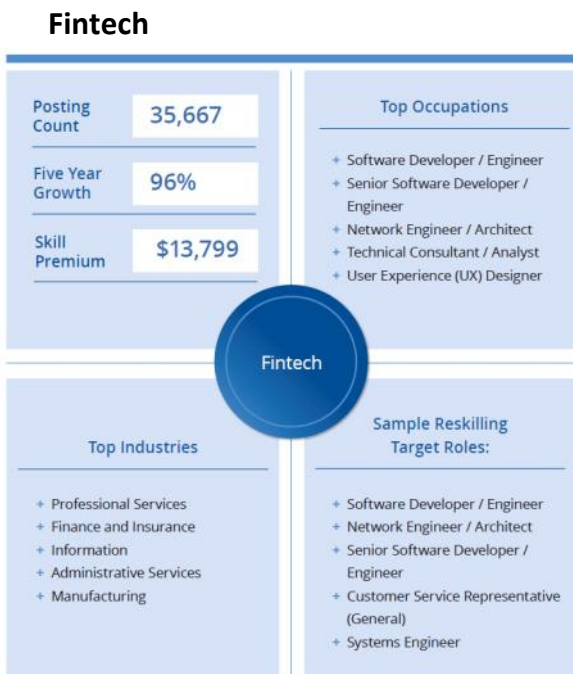 Fintech
Posting
Count
35,667
Five Year
Growth
96%
Skill
Premium
$13,799
Top Occupations
+ Software Developer / Engineer
+ Senior Software Developer /
Engineer
+ Network Engineer / Architect
+ Technical Consultant / Analyst
+ User Experience (UX) Designer
Fintech
Top Industries
+ Professional Services
+ Finance and Insurance
+ Information
+ Administrative Services
+ Manufacturing
Sample Reskilling
Target Roles:
+ Software Developer / Engineer
+ Network Engineer / Architect
+ Senior Software Developer /
Engineer
+ Customer Service Representative
(General)
+ Systems Engineer